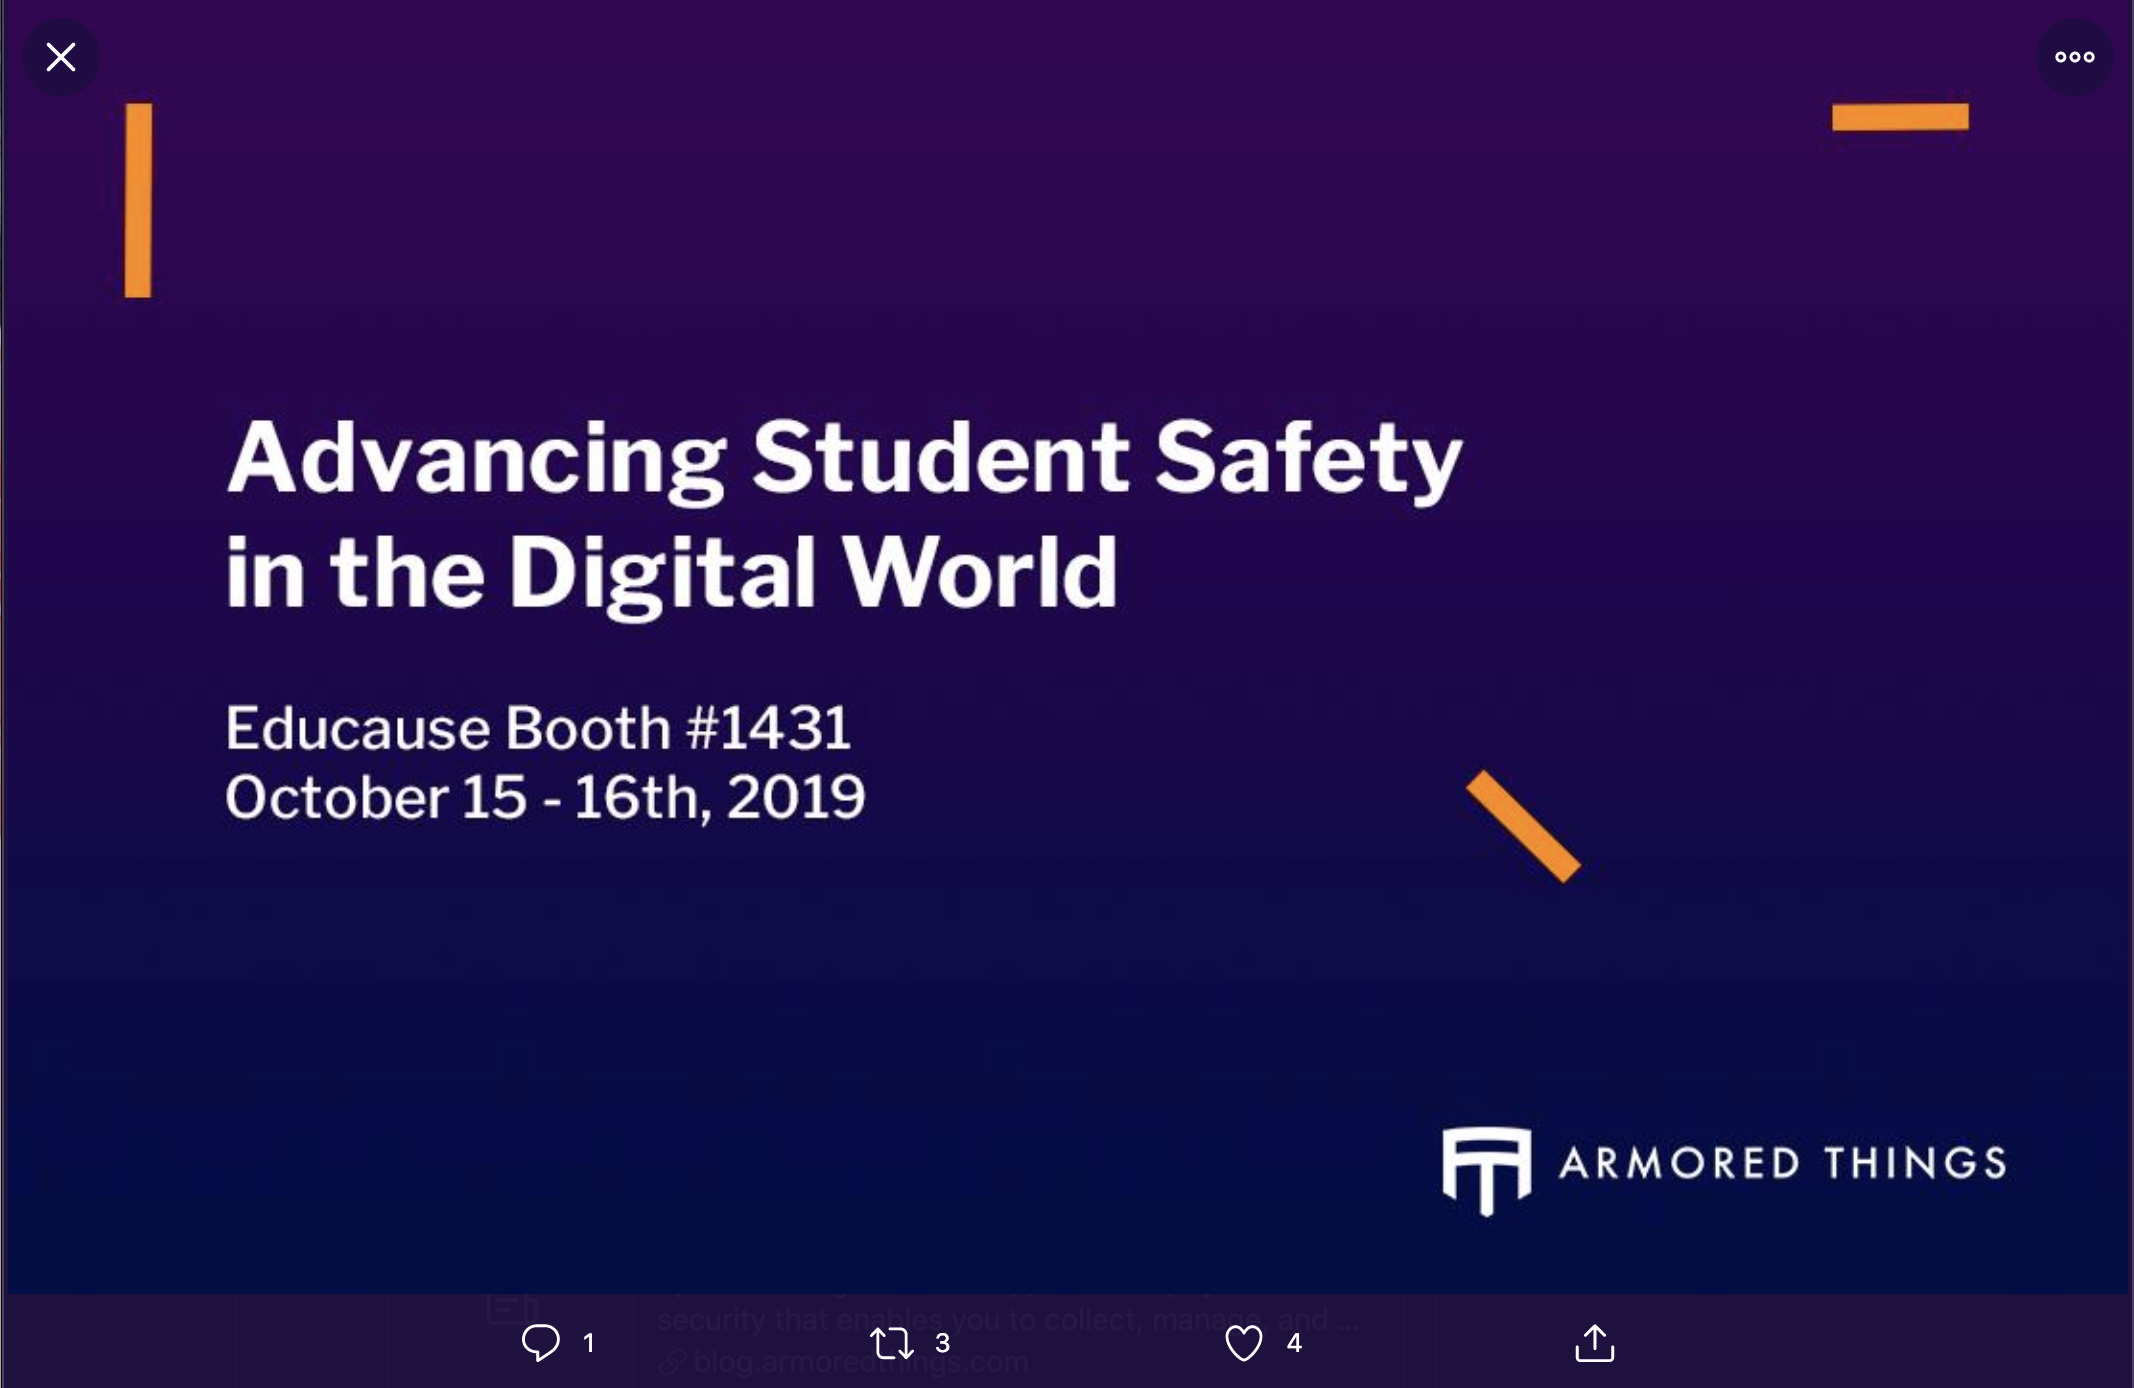 Advancing Student Safety
in the Digital World
Educause Booth #1431
October 15 - 16th, 2019
ARMORED THINGS
security that enables you to collect, manage, and ...
blog.armoredthings.com
1 3 4